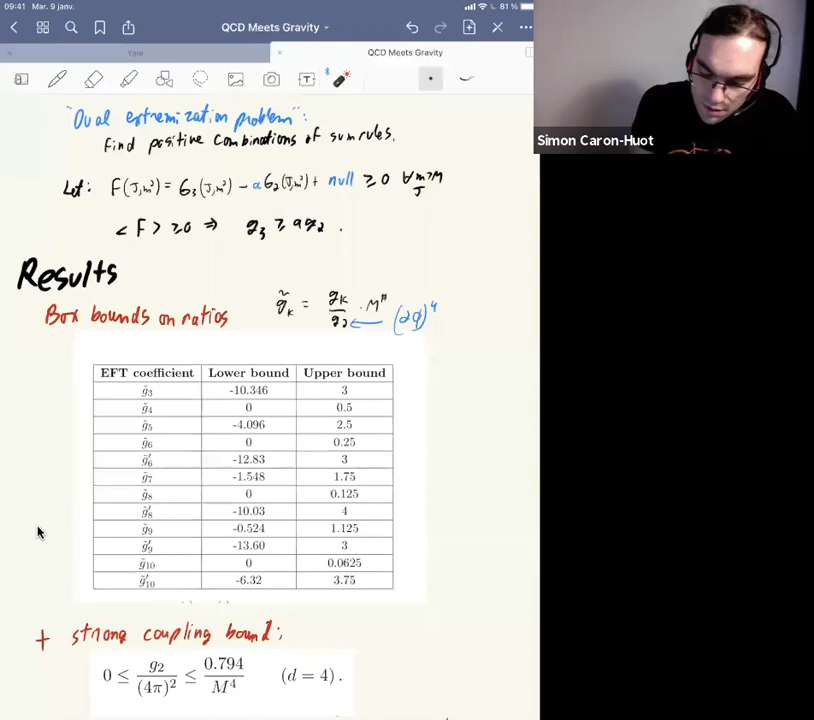 09:41 Mar. 9 janv. 81 %
QCD Meets Gravity
QCD Meets Gravity
Simon Caron-Huot
"Dual extremization problem":
Find positive combinations of sum rules.
Let: F(J,m²) = G₃(J,m²) − a G₂(J,m²) + null ≥ 0 ∀ m>M
J
<F> ≥ 0 ⇒ g₃ ≥ a g₂ .
Results
Box bounds on ratios
g̃ₖ = gₖ/g₂ · M^# ← (∂φ)⁴
EFT coefficient Lower bound Upper bound
g̃₃ -10.346 3
g̃₄ 0 0.5
g̃₅ -4.096 2.5
g̃₆ 0 0.25
g̃′₆ -12.83 3
g̃₇ -1.548 1.75
g̃₈ 0 0.125
g̃′₈ -10.03 4
g̃₉ -0.524 1.125
g̃′₉ -13.60 3
g̃₁₀ 0 0.0625
g̃′₁₀ -6.32 3.75
+ strong coupling bound:
0 ≤ g₂/(4π)² ≤ 0.794/M⁴ (d = 4).